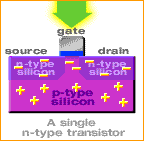 gate
source drain
n-type n-type
silicon silicon
p-type
silicon
A single
n-type transistor